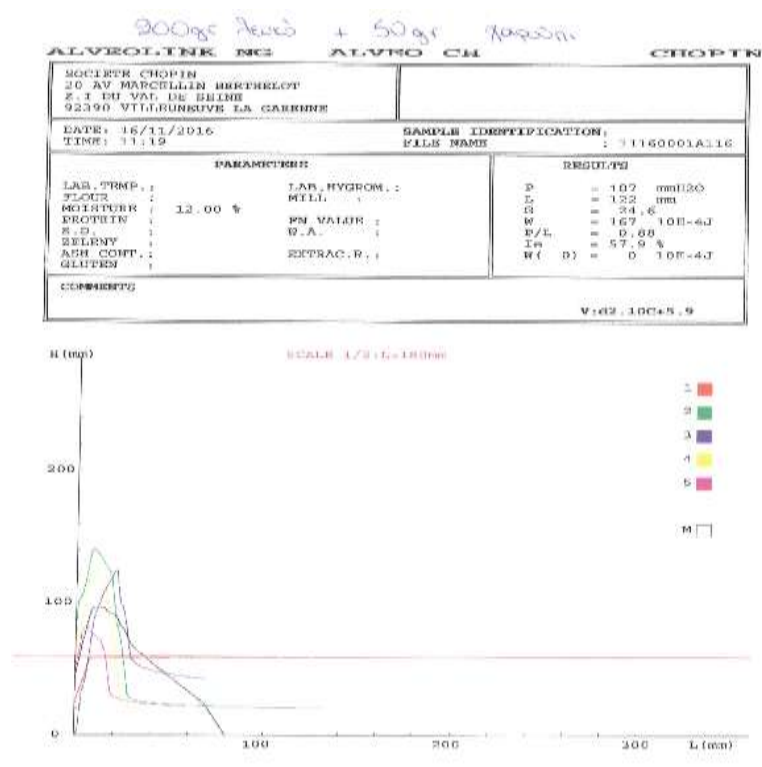 200gr λευκό + 50gr χαρούπι
ALVEOLINK NG ALVEO CH CHOPIN
SOCIETE CHOPIN
20 AV MARCELLIN BERTHELOT
Z.I DU VAL DE SEINE
92390 VILLENEUVE LA GARENNE
DATE: 16/11/2016
TIME: 11:19
SAMPLE IDENTIFICATION:
FILE NAME : 11160001A116
PARAMETERS
LAB.TEMP.: LAB.HYGROM.:
FLOUR : MILL :
MOISTURE : 12.00 %
PROTEIN : FN VALUE :
S.D. : W.A. :
ZELENY :
ASH CONT.: EXTRAC.R.:
GLUTEN :
RESULTS
P = 107 mmH2O
L = 122 mm
G = 24.6
W = 167 10E-4J
P/L = 0.88
Ie = 57.9 %
W( 0) = 0 10E-4J
COMMENTS
H (mm)
SCALE 1/2:L=180mm
1
2
3
4
5
M
200
100
0
100 200 300 L (mm)